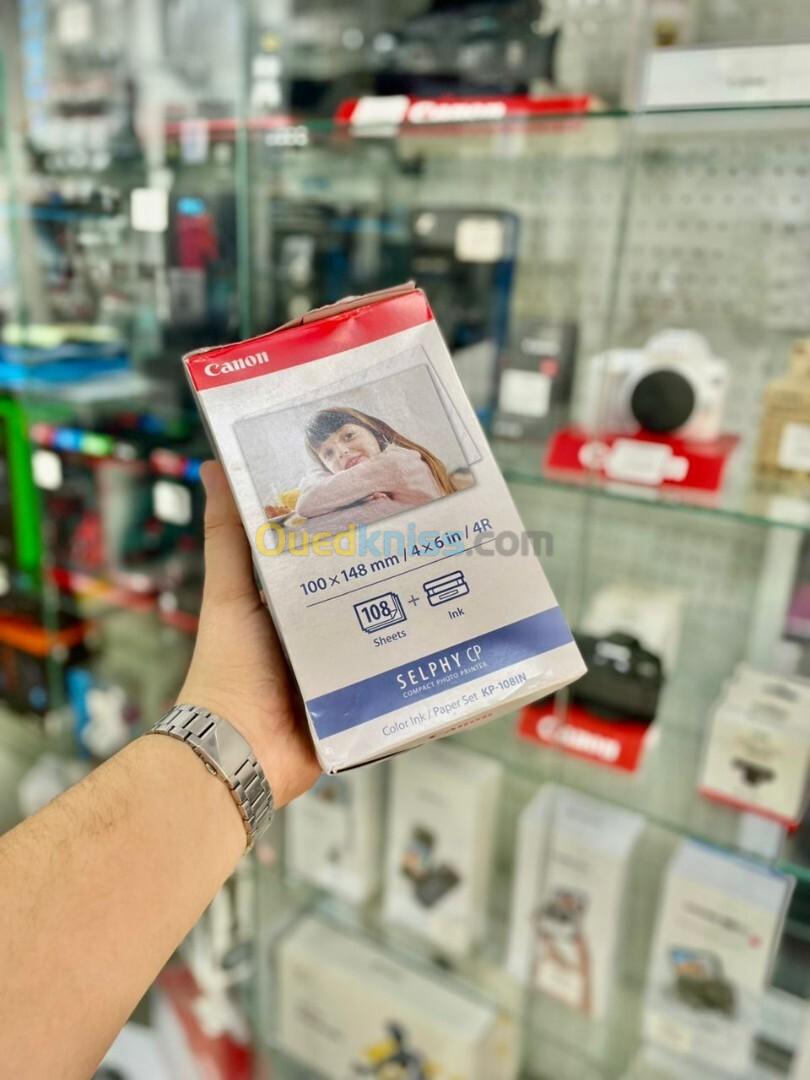 Canon
Canon
Ouedkniss.com
100 x 148 mm / 4 x 6 in / 4R
108 +
Sheets Ink
SELPHY CP
COMPACT PHOTO PRINTER
Color Ink / Paper Set KP-108IN
Canon